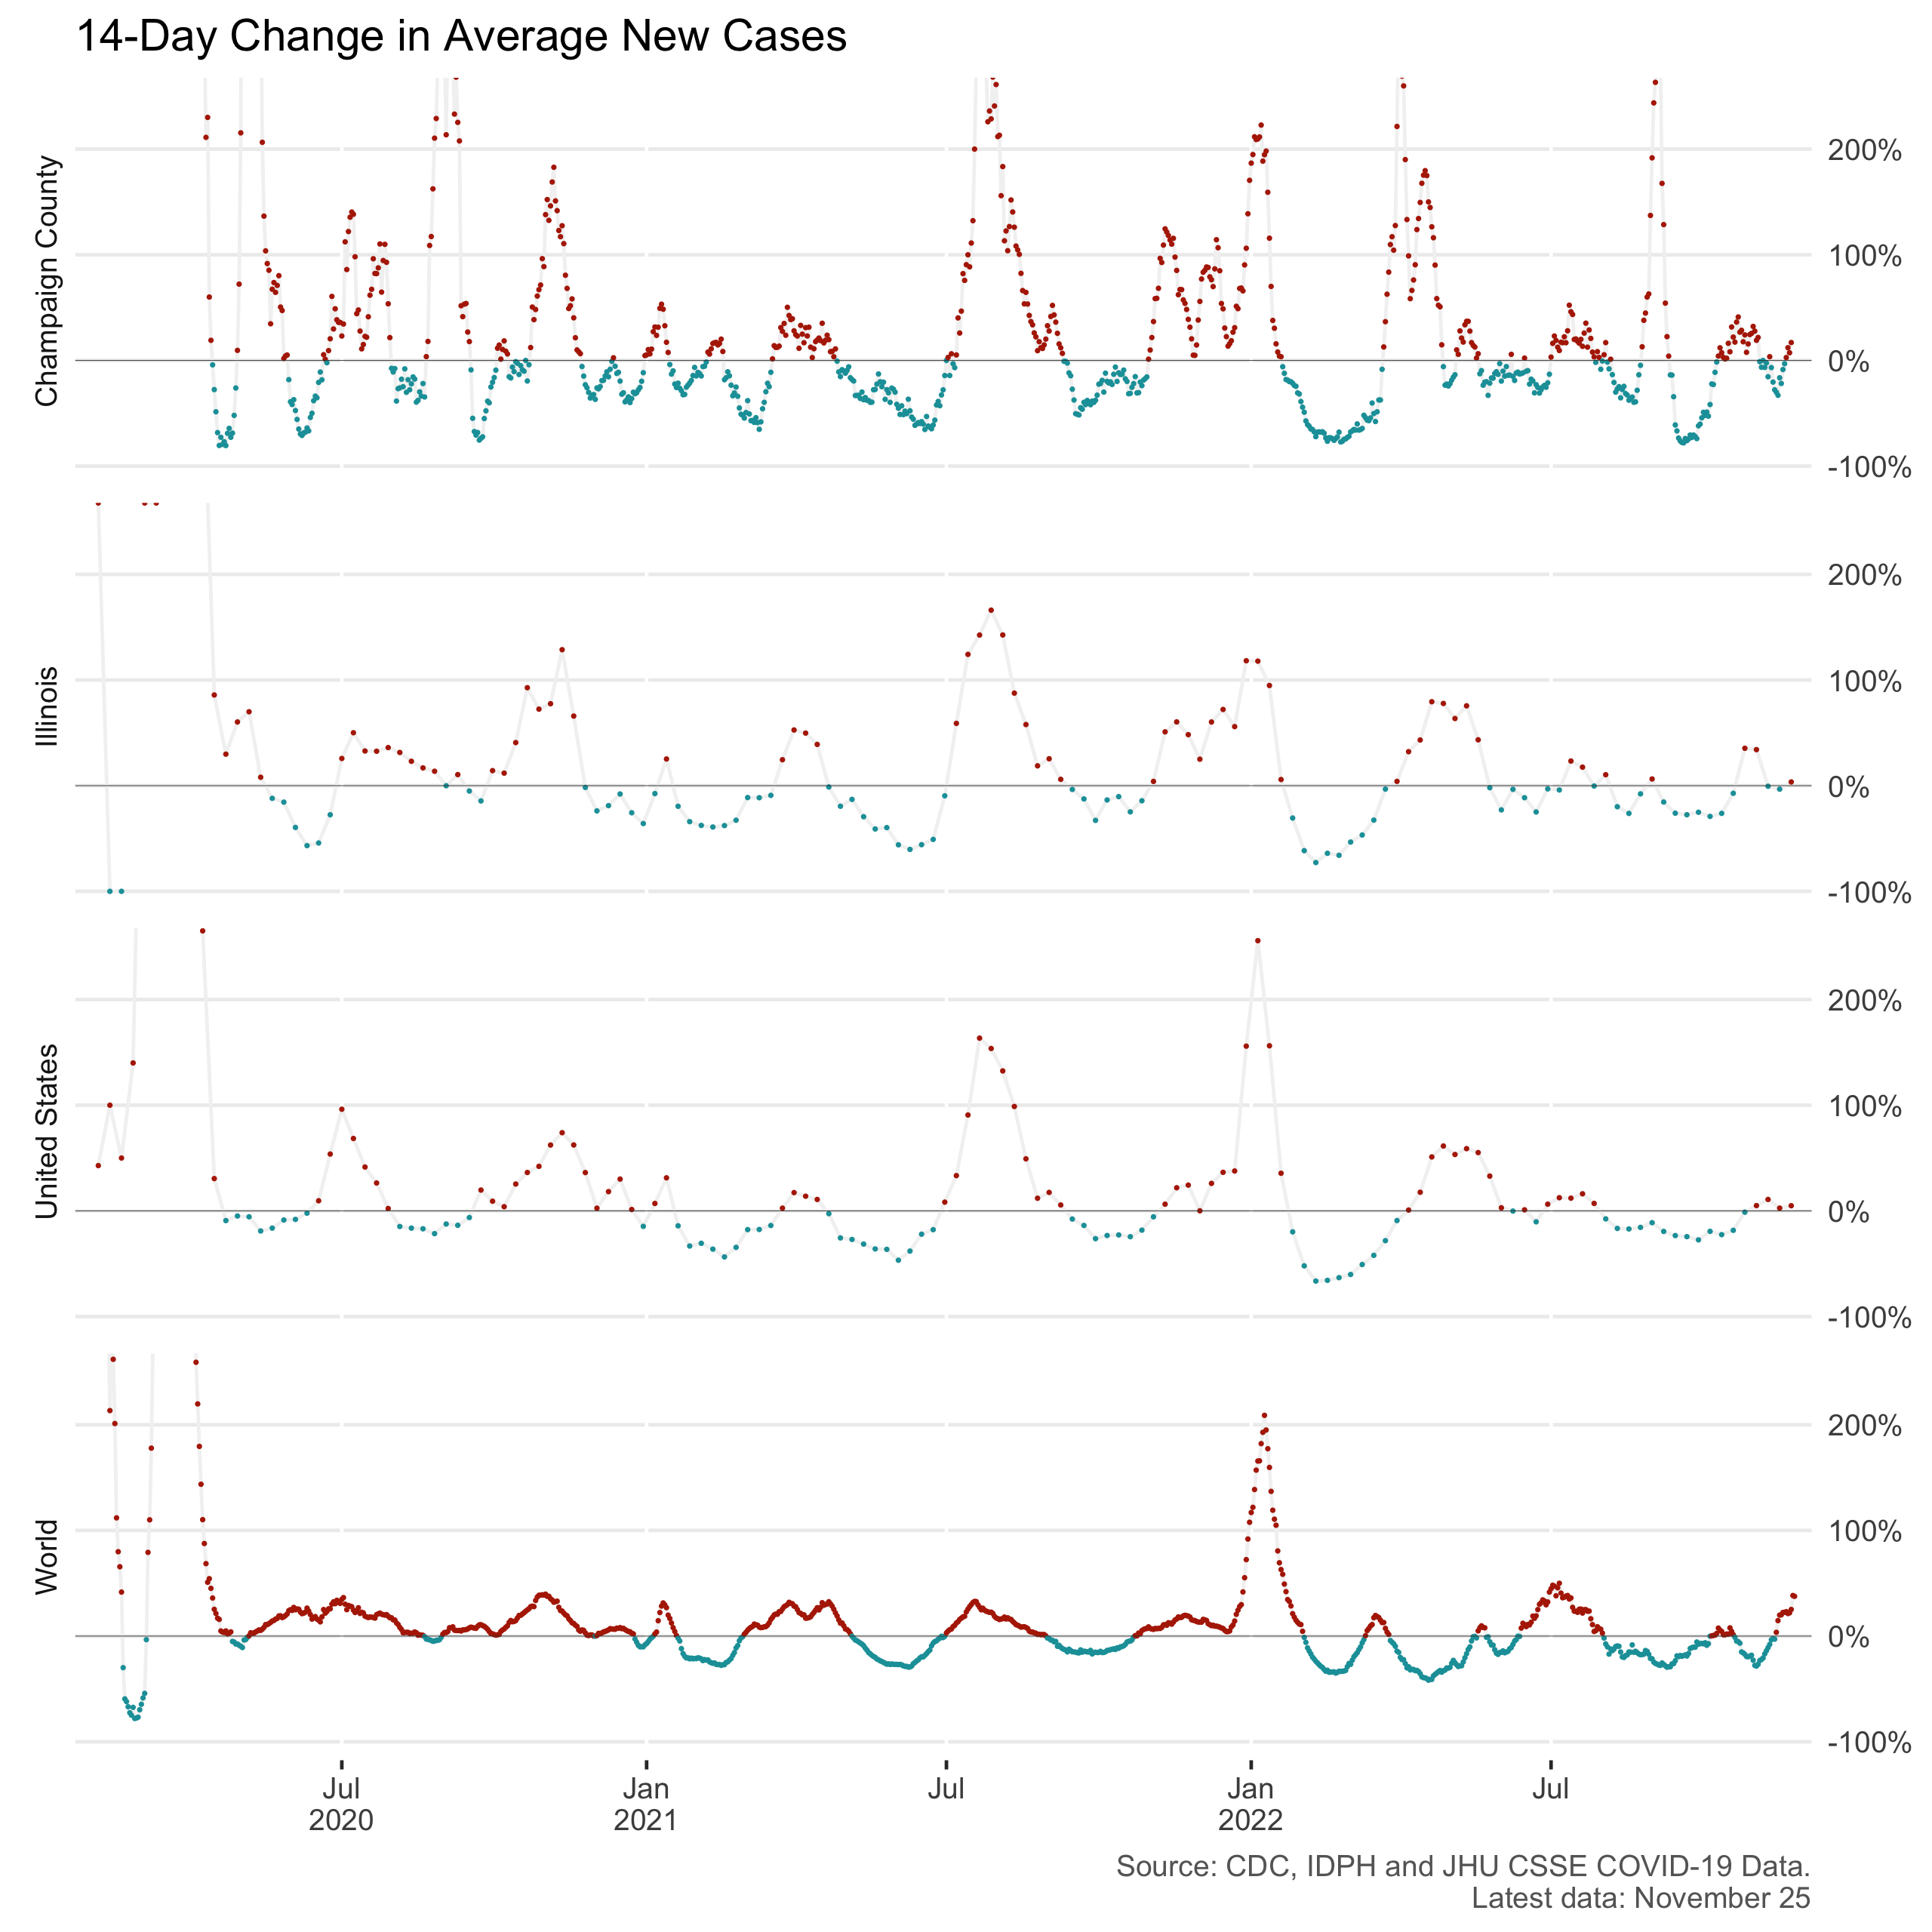 14-Day Change in Average New Cases
Champaign County
200%
100%
0%
-100%
Illinois
200%
100%
0%
-100%
United States
200%
100%
0%
-100%
World
200%
100%
0%
-100%
Jul
2020
Jan
2021
Jul
Jan
2022
Jul
Source: CDC, IDPH and JHU CSSE COVID-19 Data.
Latest data: November 25